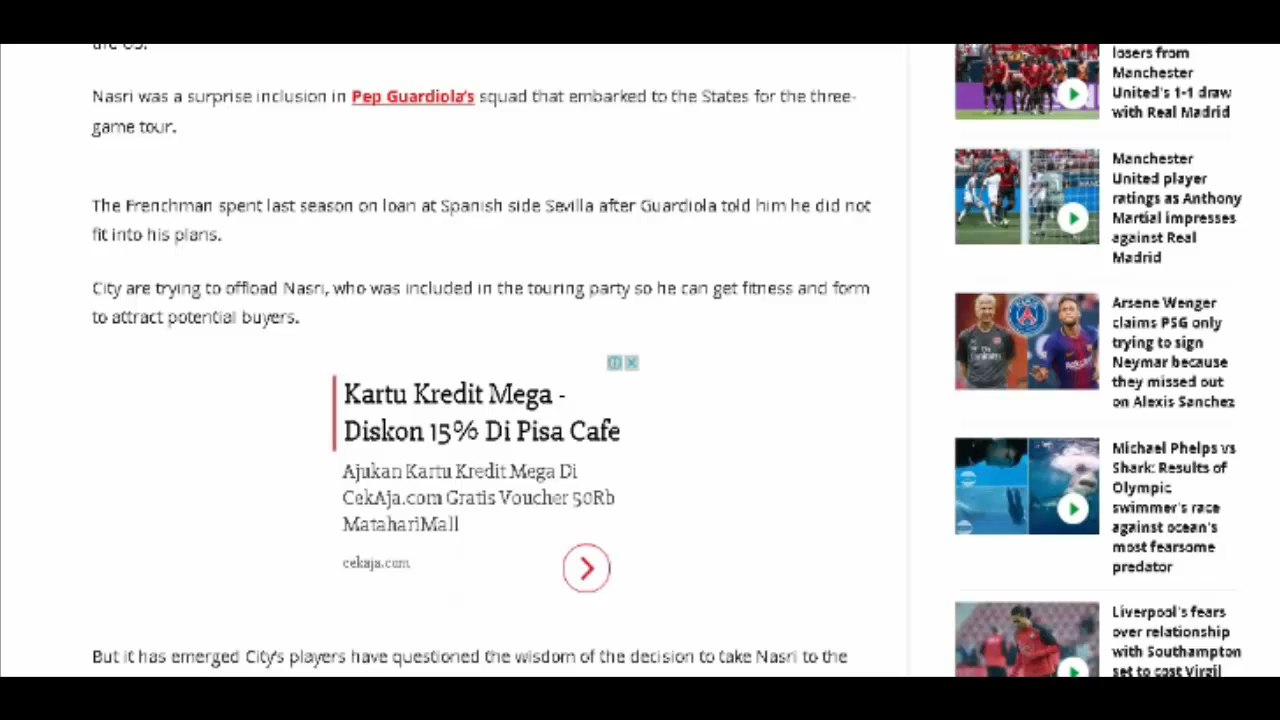 the US.
Nasri was a surprise inclusion in Pep Guardiola's squad that embarked to the States for the three-
game tour.
The Frenchman spent last season on loan at Spanish side Sevilla after Guardiola told him he did not
fit into his plans.
City are trying to offload Nasri, who was included in the touring party so he can get fitness and form
to attract potential buyers.
Kartu Kredit Mega -
Diskon 15% Di Pisa Cafe
Ajukan Kartu Kredit Mega Di
CekAja.com Gratis Voucher 50Rb
MatahariMall
cekaja.com
But it has emerged City's players have questioned the wisdom of the decision to take Nasri to the
losers from
Manchester
United's 1-1 draw
with Real Madrid
Manchester
United player
ratings as Anthony
Martial impresses
against Real
Madrid
Arsene Wenger
claims PSG only
trying to sign
Neymar because
they missed out
on Alexis Sanchez
Michael Phelps vs
Shark: Results of
Olympic
swimmer's race
against ocean's
most fearsome
predator
Liverpool's fears
over relationship
with Southampton
set to cost Virgil